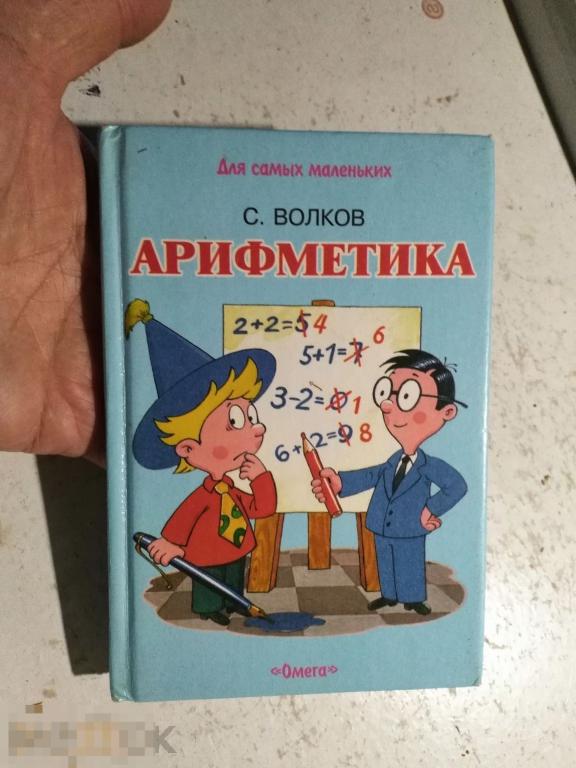 Для самых маленьких
С. ВОЛКОВ
АРИФМЕТИКА
2+2=5 4
5+1=7 6
3-2=0 1
6+2=9 8
«Омега»